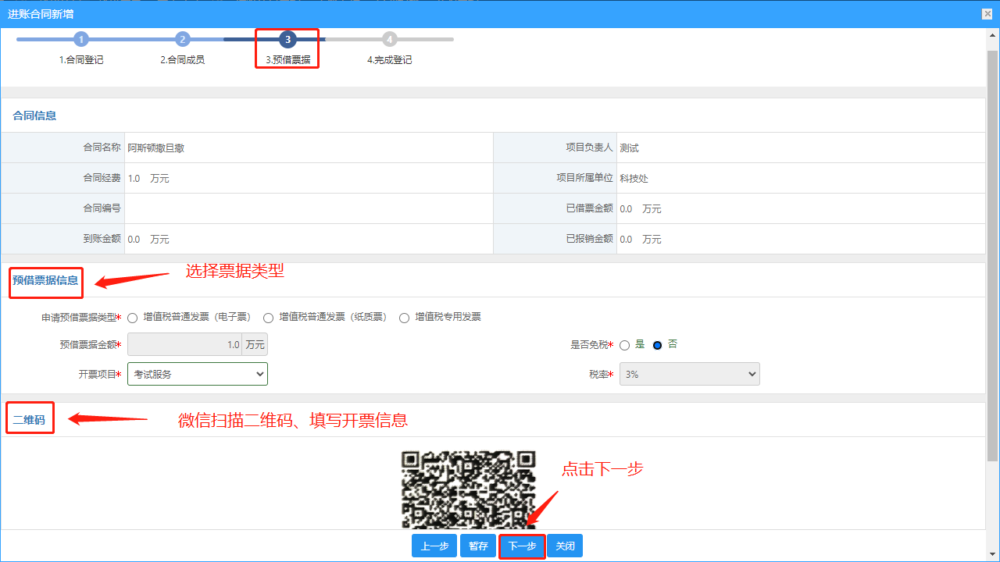 进账合同新增
1 2 3 4
1.合同登记 2.合同成员 3.预借票据 4.完成登记
合同信息
合同名称 阿斯顿撒旦撒 项目负责人 测试
合同经费 1.0 万元 项目所属单位 科技处
合同编号 已借票金额 0.0 万元
到账金额 0.0 万元 已报销金额 0.0 万元
预借票据信息 选择票据类型
申请预借票据类型* 增值税普通发票（电子票） 增值税普通发票（纸质票） 增值税专用发票
预借票据金额* 1.0 万元 是否免税* 是 否
开票项目* 考试服务 税率* 3%
二维码 微信扫描二维码、填写开票信息
点击下一步
上一步 暂存 下一步 关闭